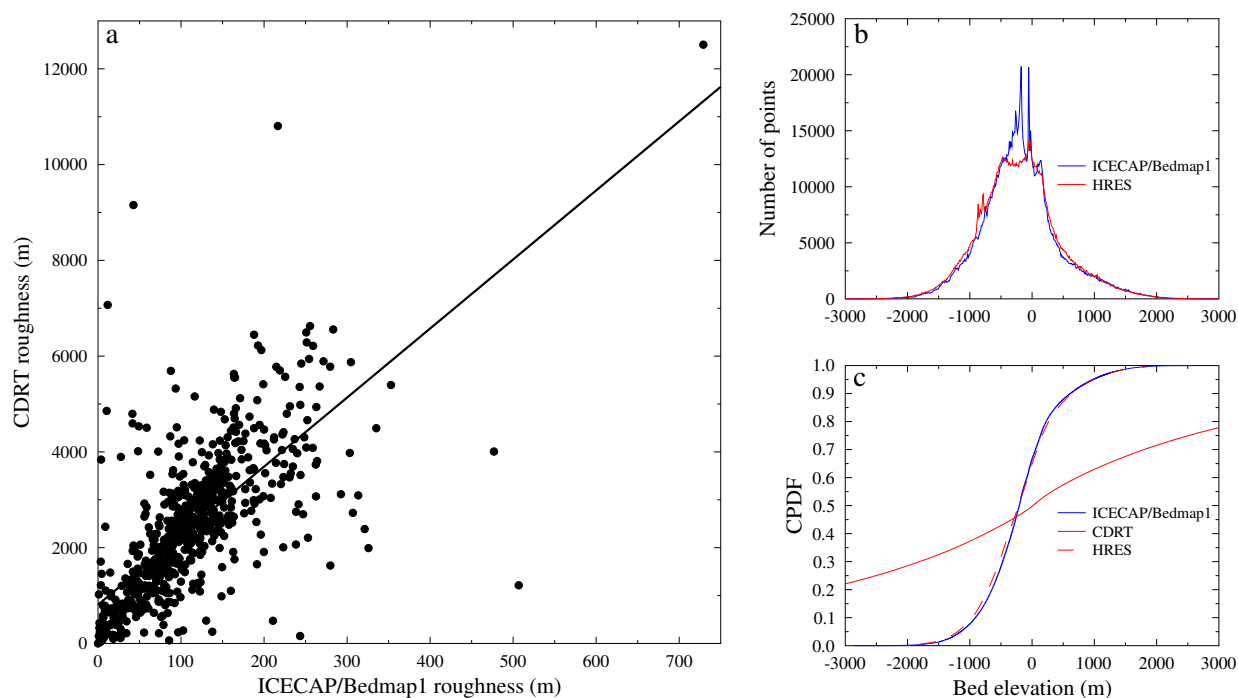 a
12000
10000
8000
6000
4000
2000
0
CDRT roughness (m)
0 100 200 300 400 500 600 700
ICECAP/Bedmap1 roughness (m)
b
25000
20000
15000
10000
5000
0
Number of points
ICECAP/Bedmap1
HRES
-3000 -2000 -1000 0 1000 2000 3000
Bed elevation (m)
c
1.0
0.9
0.8
0.7
0.6
0.5
0.4
0.3
0.2
0.1
0.0
CPDF
ICECAP/Bedmap1
CDRT
HRES
-3000 -2000 -1000 0 1000 2000 3000
Bed elevation (m)